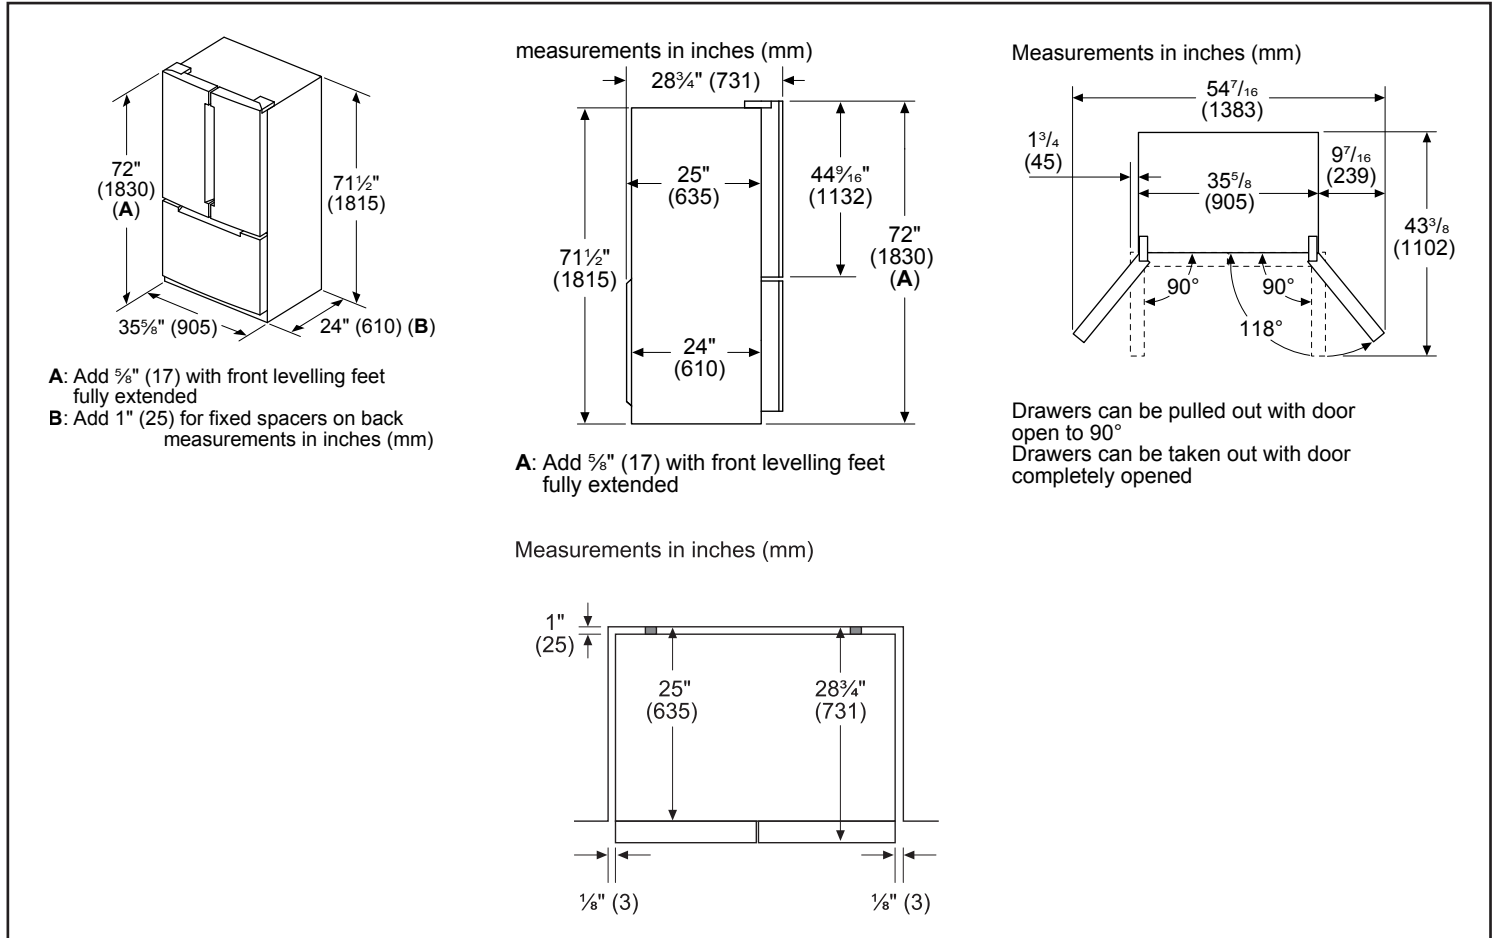 72"
(1830)
(A)
71½"
(1815)
35⅝" (905)
24" (610) (B)
A: Add ⅝" (17) with front levelling feet
fully extended
B: Add 1" (25) for fixed spacers on back
measurements in inches (mm)
measurements in inches (mm)
28¾" (731)
25"
(635)
44⁹⁄₁₆"
(1132)
71½"
(1815)
72"
(1830)
(A)
24"
(610)
A: Add ⅝" (17) with front levelling feet
fully extended
Measurements in inches (mm)
54⁷/₁₆
(1383)
1³/₄
(45)
35⁵/₈
(905)
9⁷/₁₆
(239)
43³/₈
(1102)
90°
90°
118°
Drawers can be pulled out with door
open to 90°
Drawers can be taken out with door
completely opened
Measurements in inches (mm)
1"
(25)
25"
(635)
28¾"
(731)
⅛" (3)
⅛" (3)